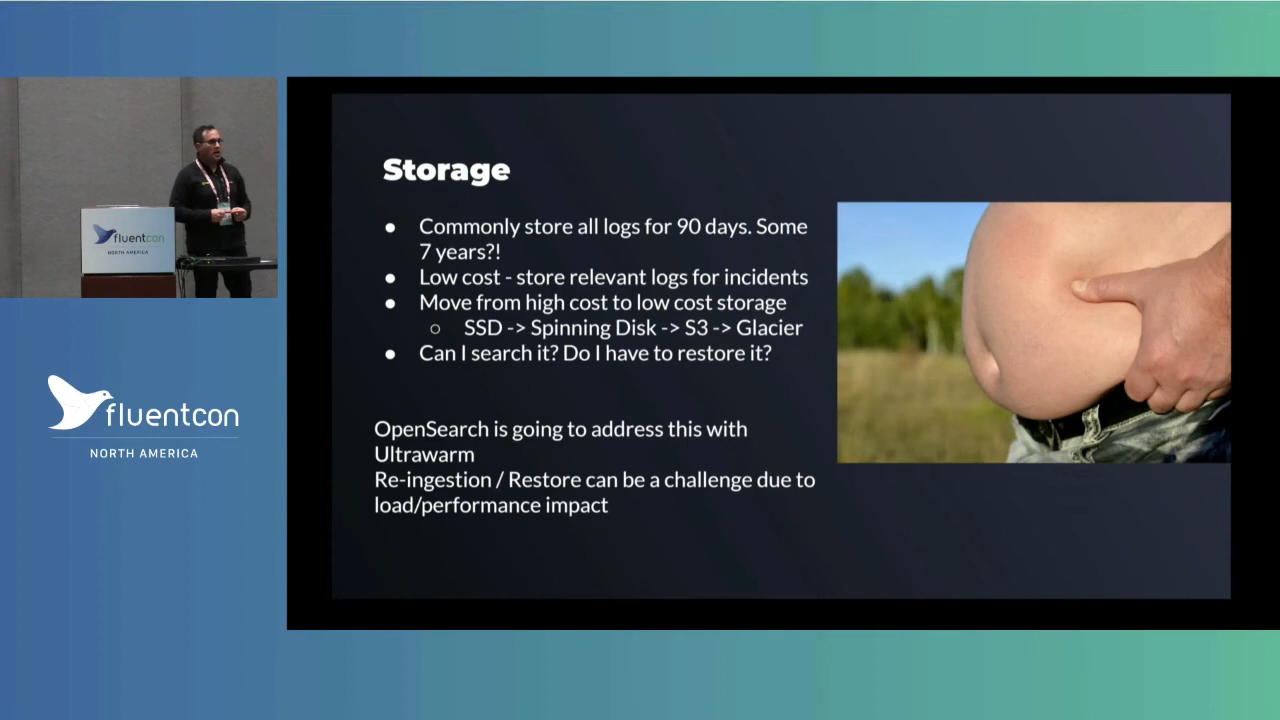 fluentcon
NORTH AMERICA
fluentcon
NORTH AMERICA
Storage
● Commonly store all logs for 90 days. Some
7 years?!
● Low cost - store relevant logs for incidents
● Move from high cost to low cost storage
○ SSD -> Spinning Disk -> S3 -> Glacier
● Can I search it? Do I have to restore it?
OpenSearch is going to address this with
Ultrawarm
Re-ingestion / Restore can be a challenge due to
load/performance impact